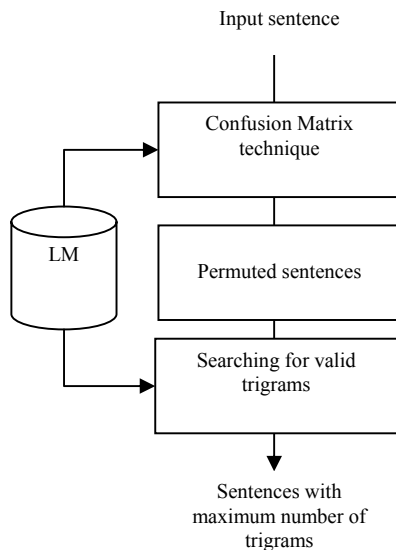 Input sentence
Confusion Matrix
technique
LM
Permuted sentences
Searching for valid
trigrams
Sentences with
maximum number of
trigrams